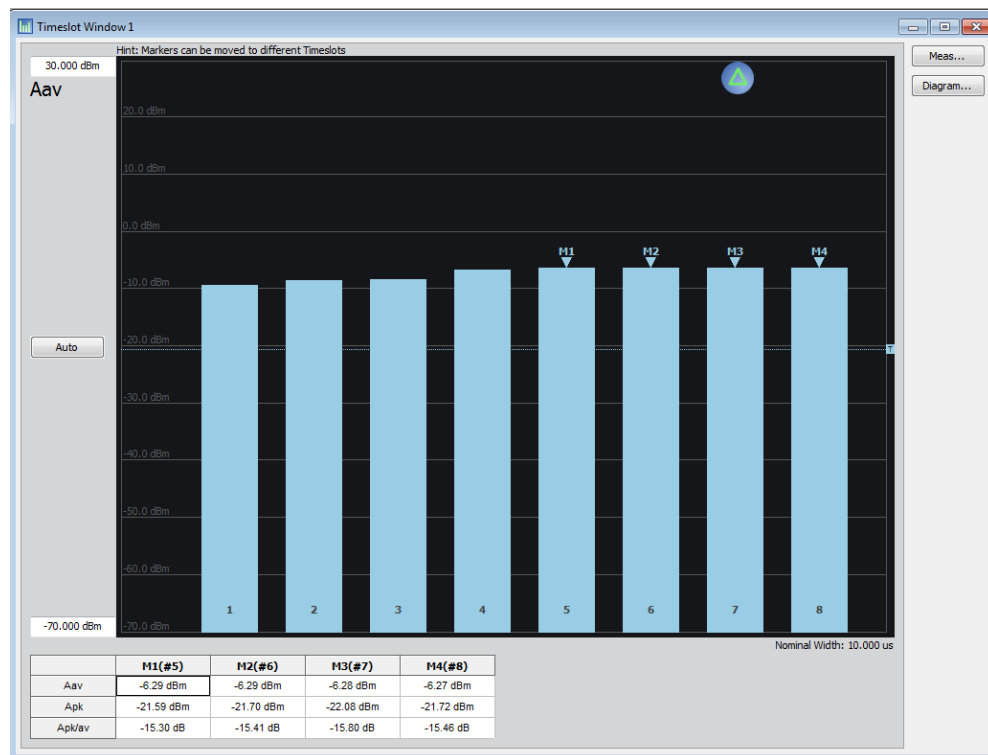 Timeslot Window 1
Hint: Markers can be moved to different Timeslots
30.000 dBm
Aav
Meas...
Diagram...
20.0 dBm
10.0 dBm
0.0 dBm
M1 M2 M3 M4
-10.0 dBm
-20.0 dBm
Auto
T
-30.0 dBm
-40.0 dBm
-50.0 dBm
-60.0 dBm
1 2 3 4 5 6 7 8
-70.000 dBm
-70.0 dBm
Nominal Width: 10.000 us
M1(#5) M2(#6) M3(#7) M4(#8)
Aav -6.29 dBm -6.29 dBm -6.28 dBm -6.27 dBm
Apk -21.59 dBm -21.70 dBm -22.08 dBm -21.72 dBm
Apk/av -15.30 dB -15.41 dB -15.80 dB -15.46 dB